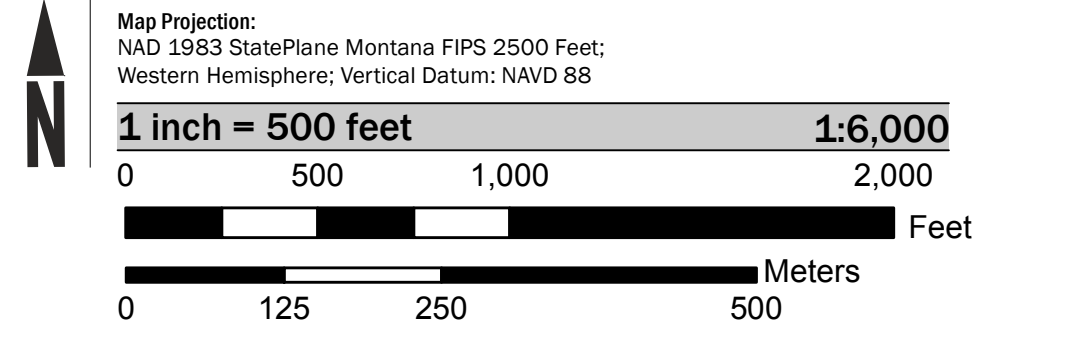 N
Map Projection:
NAD 1983 StatePlane Montana FIPS 2500 Feet;
Western Hemisphere; Vertical Datum: NAVD 88
1 inch = 500 feet 1:6,000
0 500 1,000 2,000
Feet
Meters
0 125 250 500